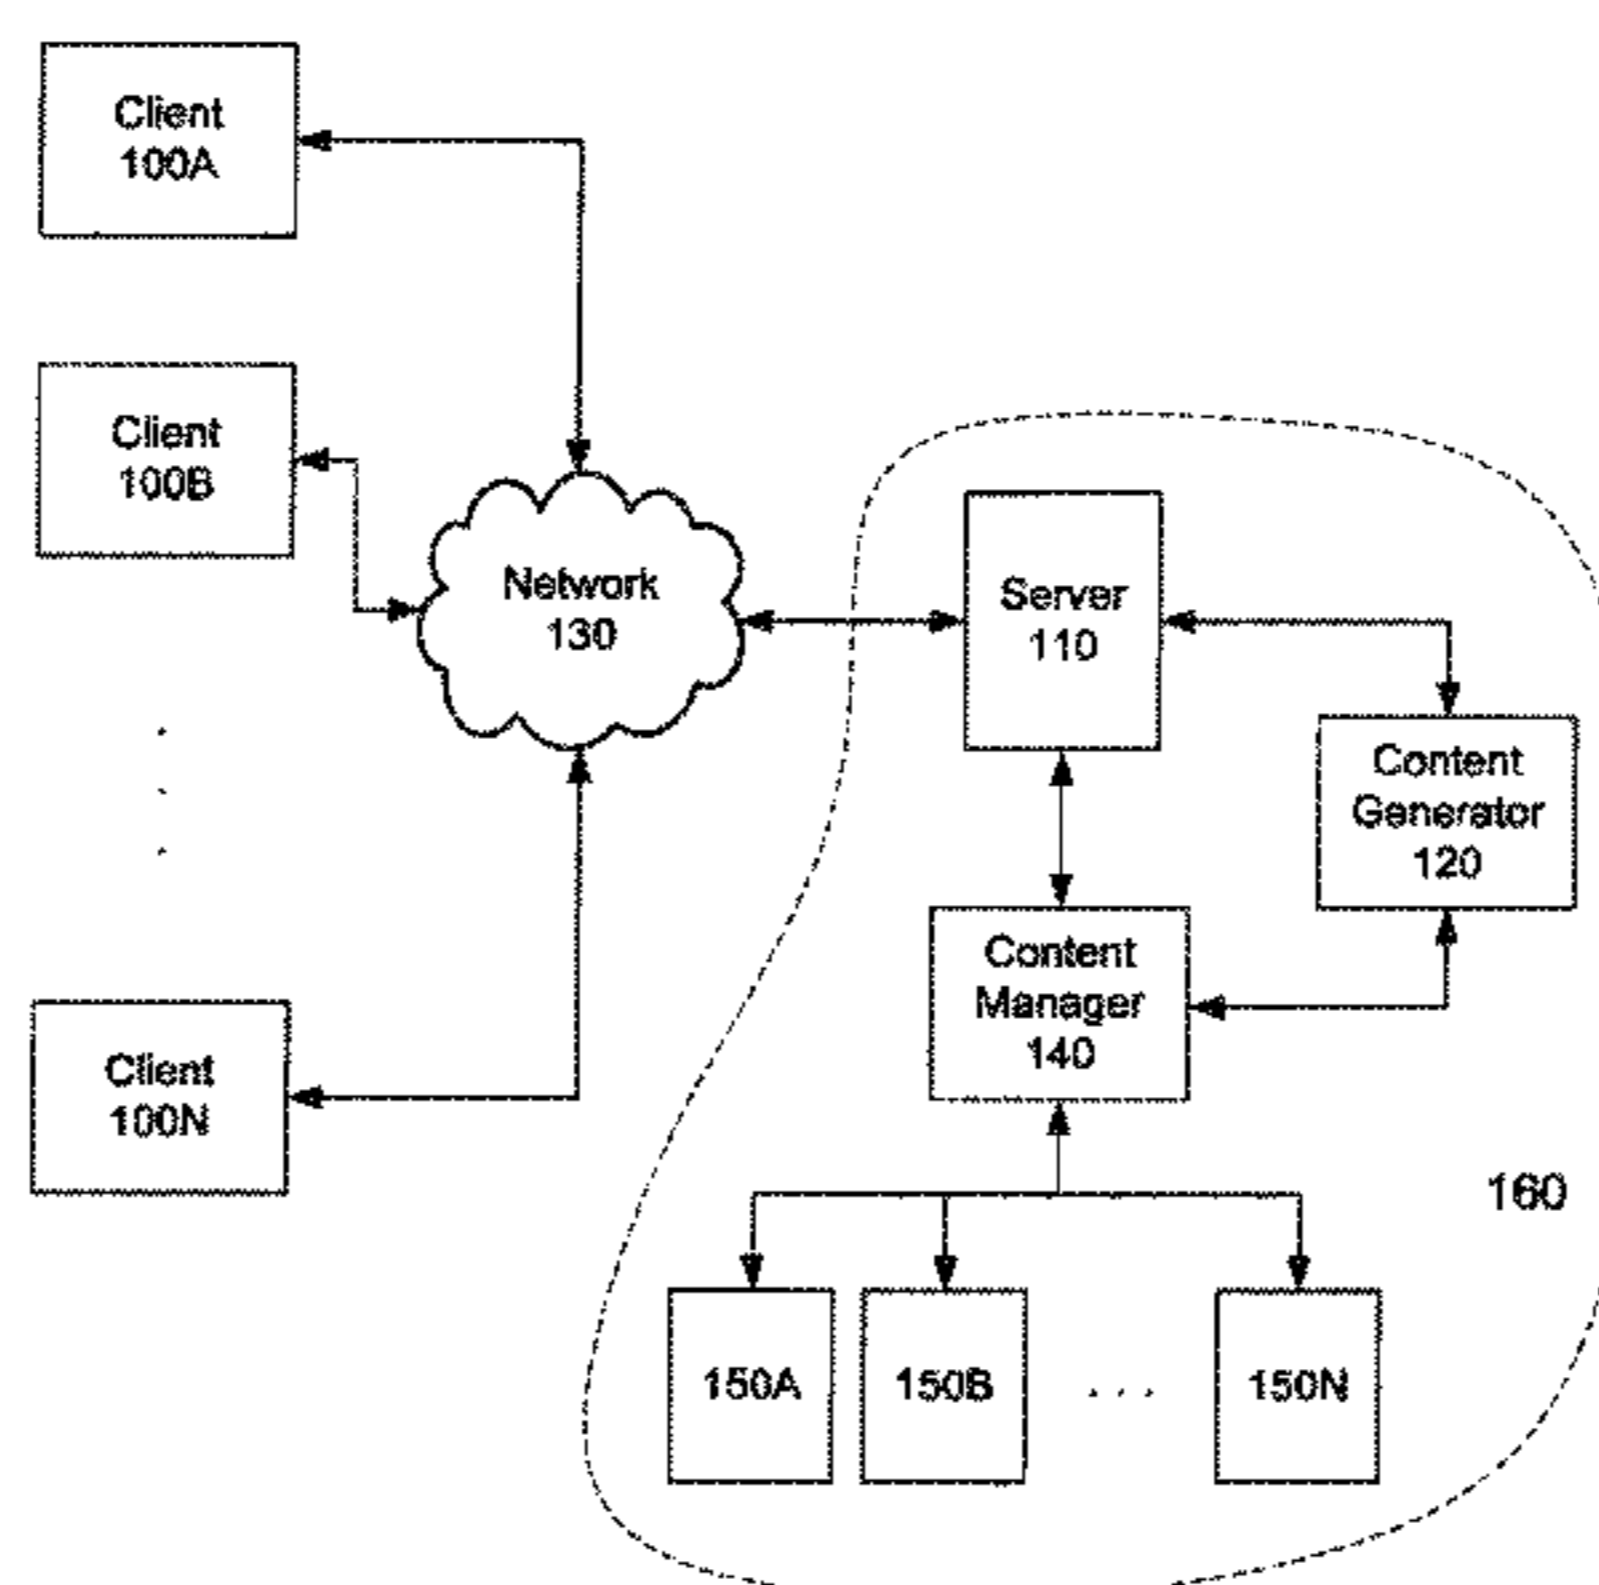 Client
100A
Client
100B
Network
130
Server
110
Content
Generator
120
Content
Manager
140
Client
100N
160
150A
150B
. . .
150N